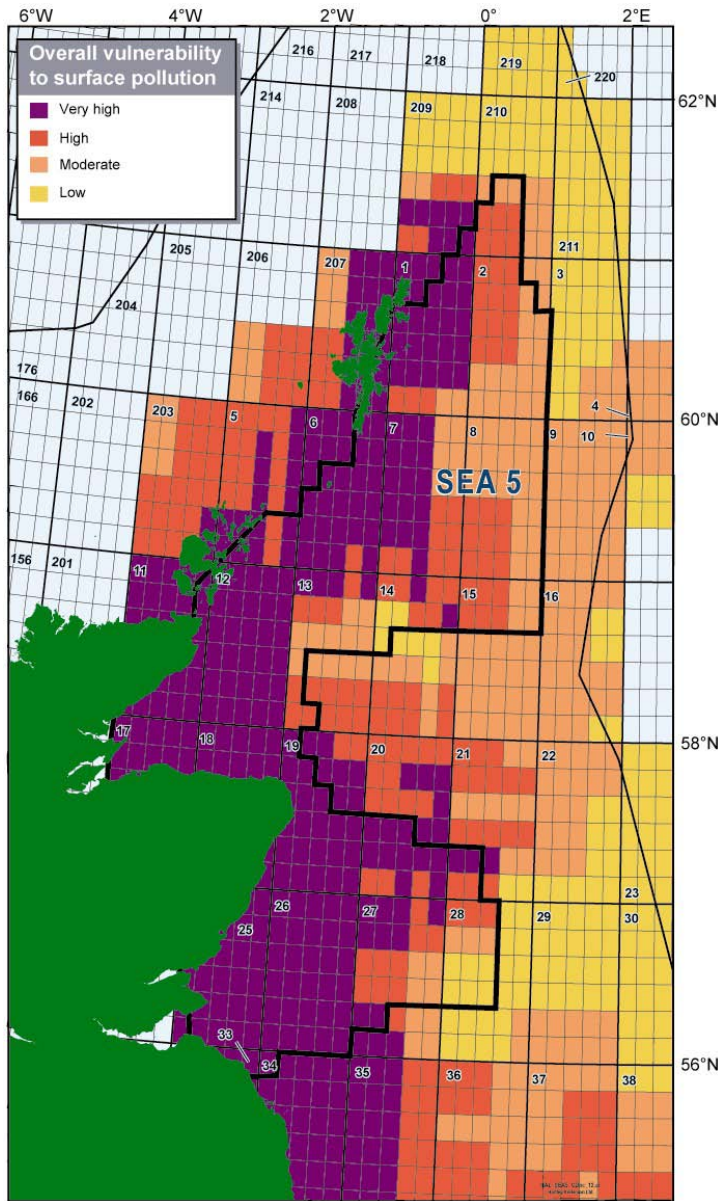 6°W 4°W 2°W 0° 2°E
Overall vulnerability
to surface pollution
Very high
High
Moderate
Low
216 217 218 219
220
62°N
214 208 209 210
205 206 207 1 2 211 3
204
176
166 202 203 5 6 7 8 9 4 60°N
10
SEA 5
156 201 11 12 13 14 15 16
17 18 19 20 21 22 58°N
23
25 26 27 28 29 30
33
34 35 36 37 38 56°N